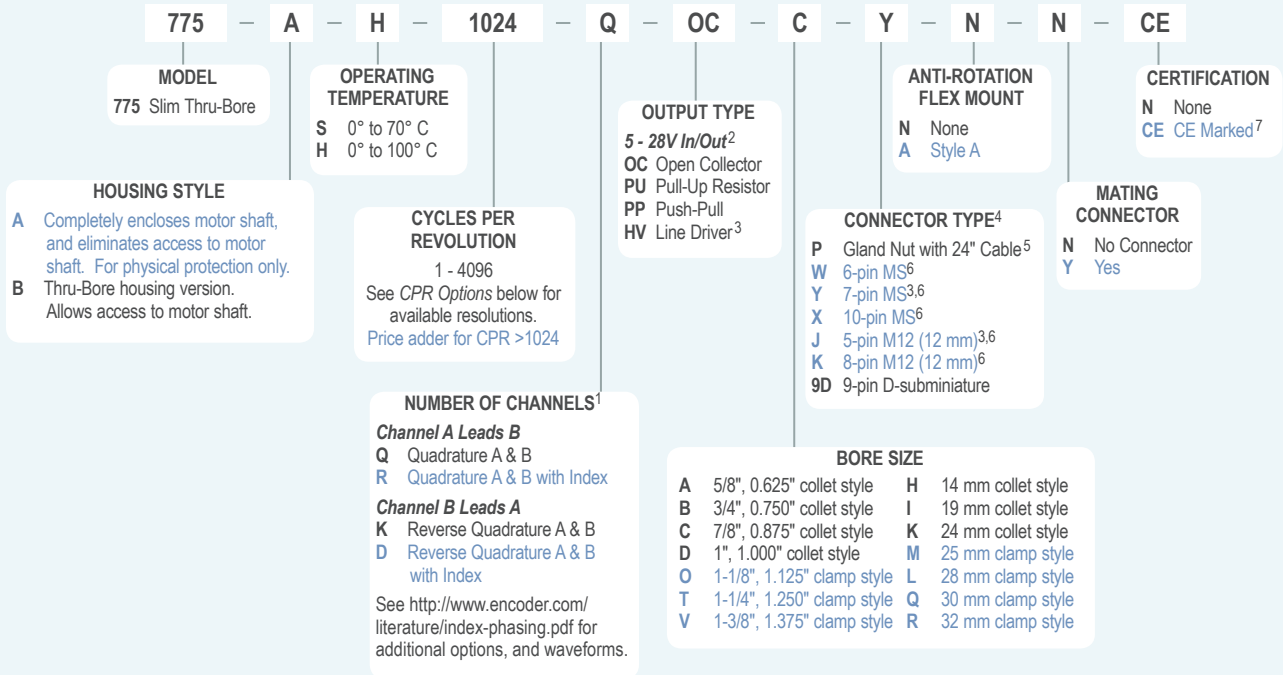 775 – A – H – 1024 – Q – OC – C – Y – N – N – CE
MODEL
775 Slim Thru-Bore
HOUSING STYLE
A Completely encloses motor shaft,
and eliminates access to motor
shaft. For physical protection only.
B Thru-Bore housing version.
Allows access to motor shaft.
OPERATING
TEMPERATURE
S 0° to 70° C
H 0° to 100° C
CYCLES PER
REVOLUTION
1 - 4096
See CPR Options below for
available resolutions.
Price adder for CPR >1024
NUMBER OF CHANNELS1
Channel A Leads B
Q Quadrature A & B
R Quadrature A & B with Index
Channel B Leads A
K Reverse Quadrature A & B
D Reverse Quadrature A & B
with Index
See http://www.encoder.com/
literature/index-phasing.pdf for
additional options, and waveforms.
OUTPUT TYPE
5 - 28V In/Out2
OC Open Collector
PU Pull-Up Resistor
PP Push-Pull
HV Line Driver3
BORE SIZE
A 5/8", 0.625" collet style H 14 mm collet style
B 3/4", 0.750" collet style I 19 mm collet style
C 7/8", 0.875" collet style K 24 mm collet style
D 1", 1.000" collet style M 25 mm clamp style
O 1-1/8", 1.125" clamp style L 28 mm clamp style
T 1-1/4", 1.250" clamp style Q 30 mm clamp style
V 1-3/8", 1.375" clamp style R 32 mm clamp style
CONNECTOR TYPE4
P Gland Nut with 24" Cable5
W 6-pin MS6
Y 7-pin MS3,6
X 10-pin MS6
J 5-pin M12 (12 mm)3,6
K 8-pin M12 (12 mm)6
9D 9-pin D-subminiature
ANTI-ROTATION
FLEX MOUNT
N None
A Style A
MATING
CONNECTOR
N No Connector
Y Yes
CERTIFICATION
N None
CE CE Marked7